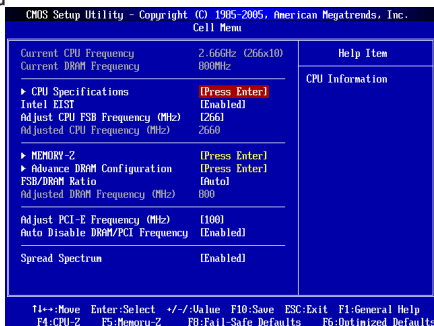 CMOS Setup Utility - Copyright (C) 1985-2005, American Megatrends, Inc.
Cell Menu
Current CPU Frequency 2.66GHz (266x10)
Current DRAM Frequency 800MHz
Help Item
CPU Information
► CPU Specifications [Press Enter]
Intel EIST [Enabled]
Adjust CPU FSB Frequency (MHz) [266]
Adjusted CPU Frequency (MHz) 2660
► MEMORY-Z [Press Enter]
► Advance DRAM Configuration [Press Enter]
FSB/DRAM Ratio [Auto]
Adjusted DRAM Frequency (MHz) 800
Adjust PCI-E Frequency (MHz) [100]
Auto Disable DRAM/PCI Frequency [Enabled]
Spread Spectrum [Enabled]
↑↓←→:Move Enter:Select +/-/:Value F10:Save ESC:Exit F1:General Help
F4:CPU-Z F5:Memory-Z F8:Fail-Safe Defaults F6:Optimized Defaults